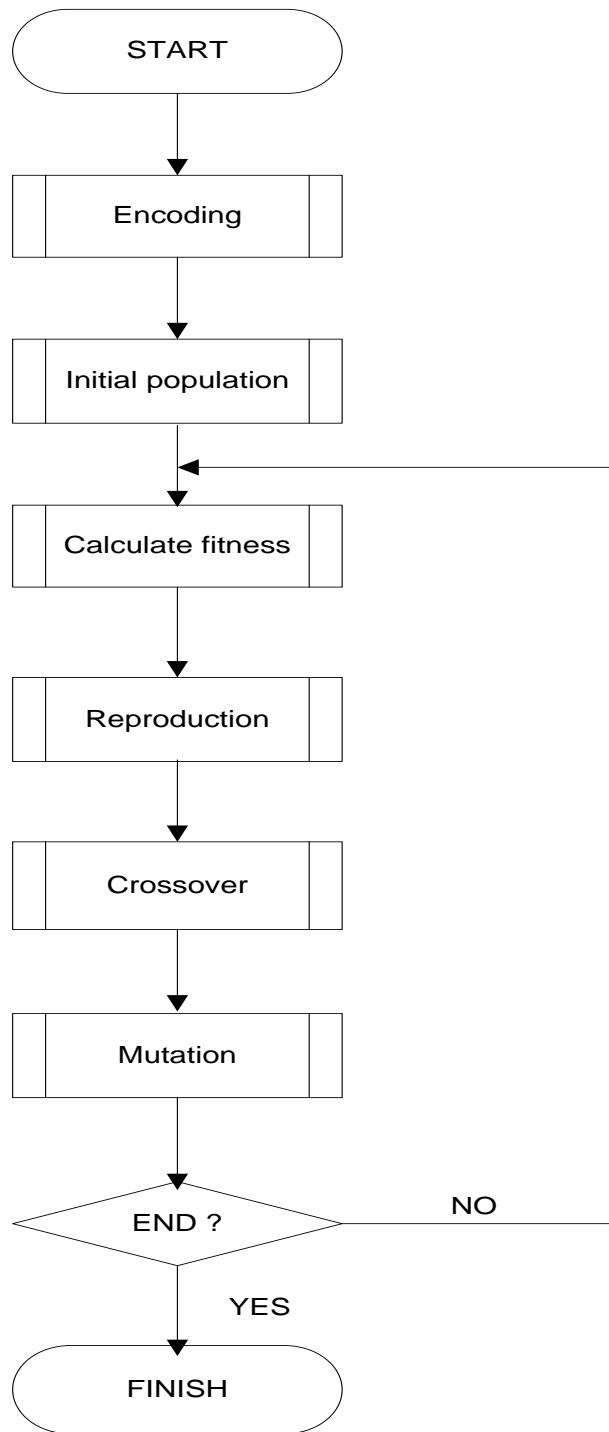 START
Encoding
Initial population
Calculate fitness
Reproduction
Crossover
Mutation
END ?
NO
YES
FINISH